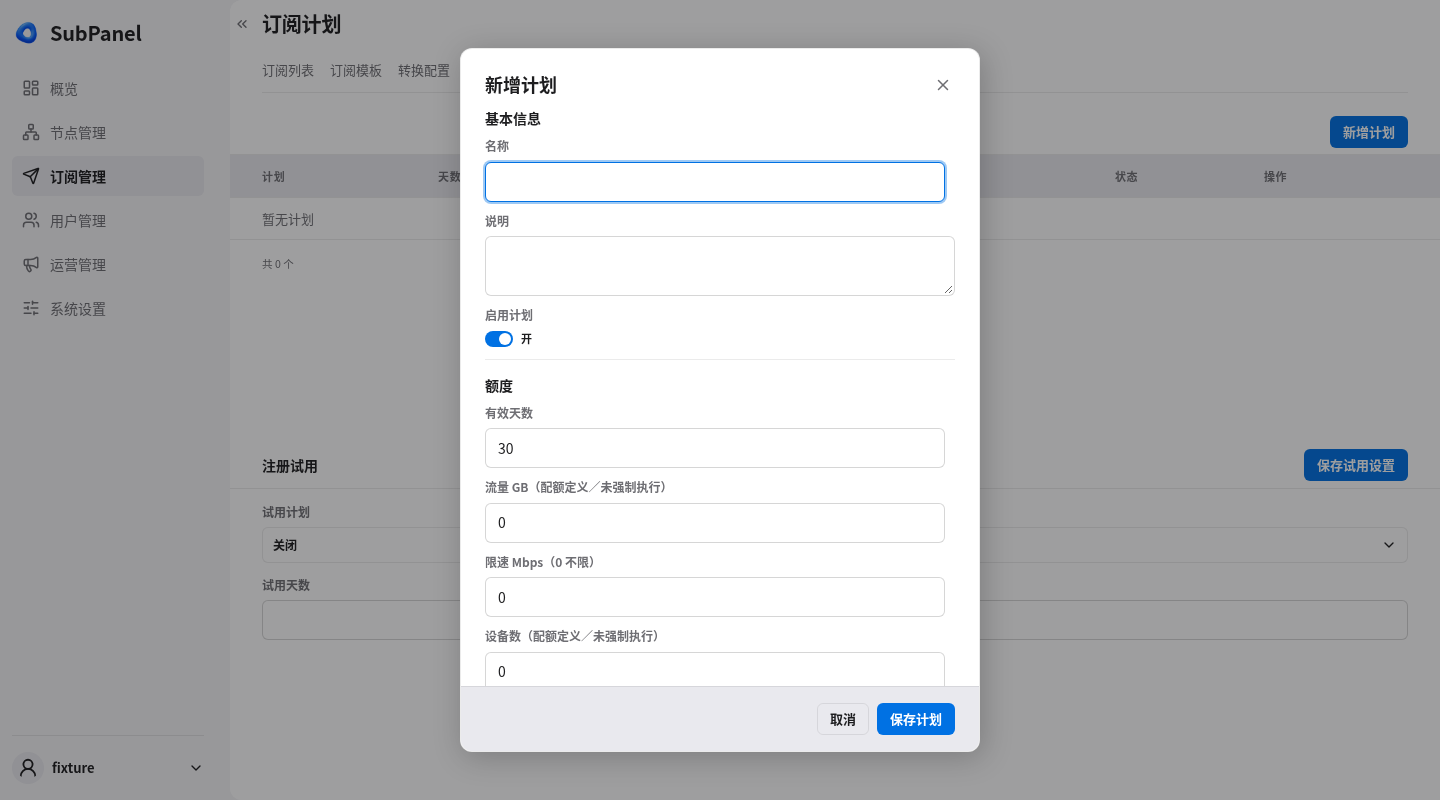 SubPanel
概览
节点管理
订阅管理
用户管理
运营管理
系统设置
fixture
订阅计划
订阅列表
订阅模板
转换配置
新增计划
计划
天数
状态
操作
暂无计划
共 0 个
注册试用
保存试用设置
试用计划
关闭
试用天数
新增计划
基本信息
名称
说明
启用计划
开
额度
有效天数
30
流量 GB（配额定义／未强制执行）
0
限速 Mbps（0 不限）
0
设备数（配额定义／未强制执行）
0
取消
保存计划